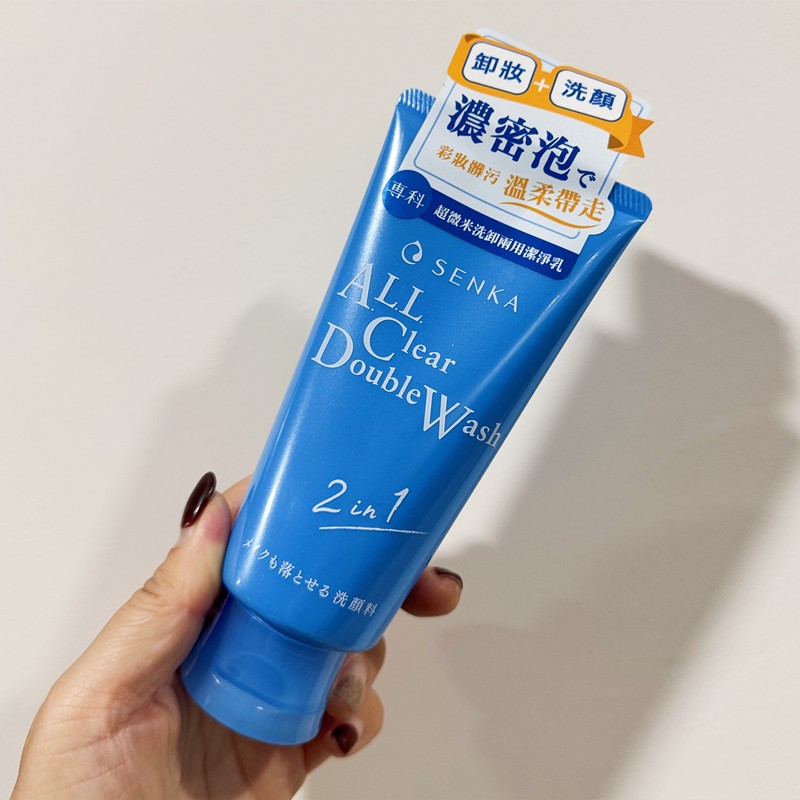 卸妝+洗顏
濃密泡で
彩妝髒污 溫柔帶走
專科
超微米洗卸兩用潔淨乳
SENKA
A.L.L.
Clear
Double Wash
2 in 1
メイクも落とせる洗顔料